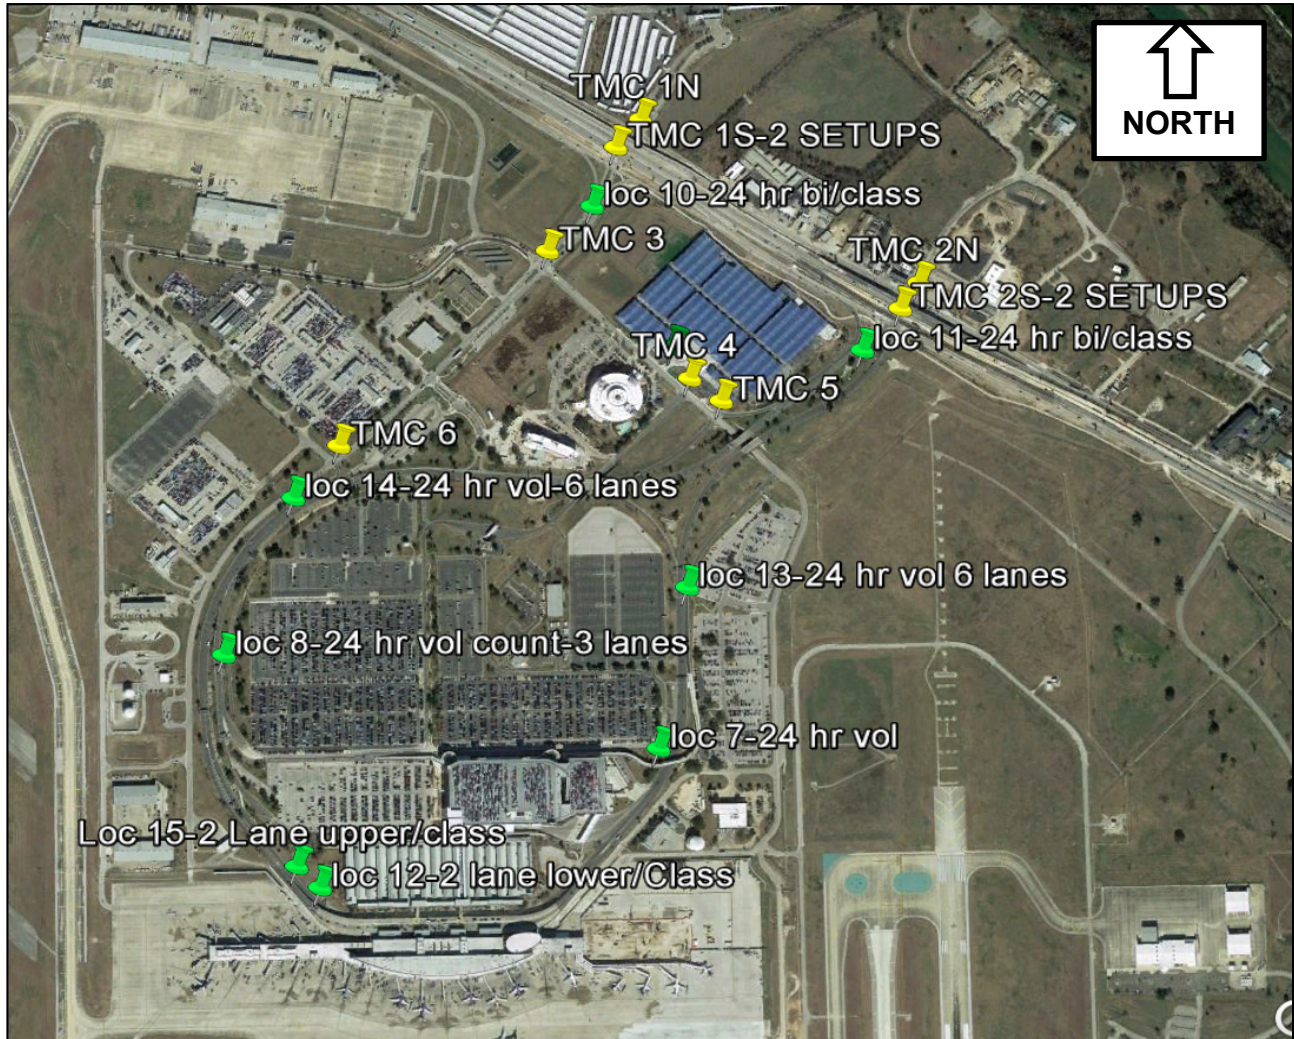 TMC 1N
TMC 1S-2 SETUPS
NORTH
loc 10-24 hr bi/class
TMC 3
TMC 2N
TMC 2S-2 SETUPS
loc 11-24 hr bi/class
TMC 4
TMC 5
TMC 6
loc 14-24 hr vol-6 lanes
loc 13-24 hr vol 6 lanes
loc 8-24 hr vol count-3 lanes
loc 7-24 hr vol
Loc 15-2 Lane upper/class
loc 12-2 lane lower/Class